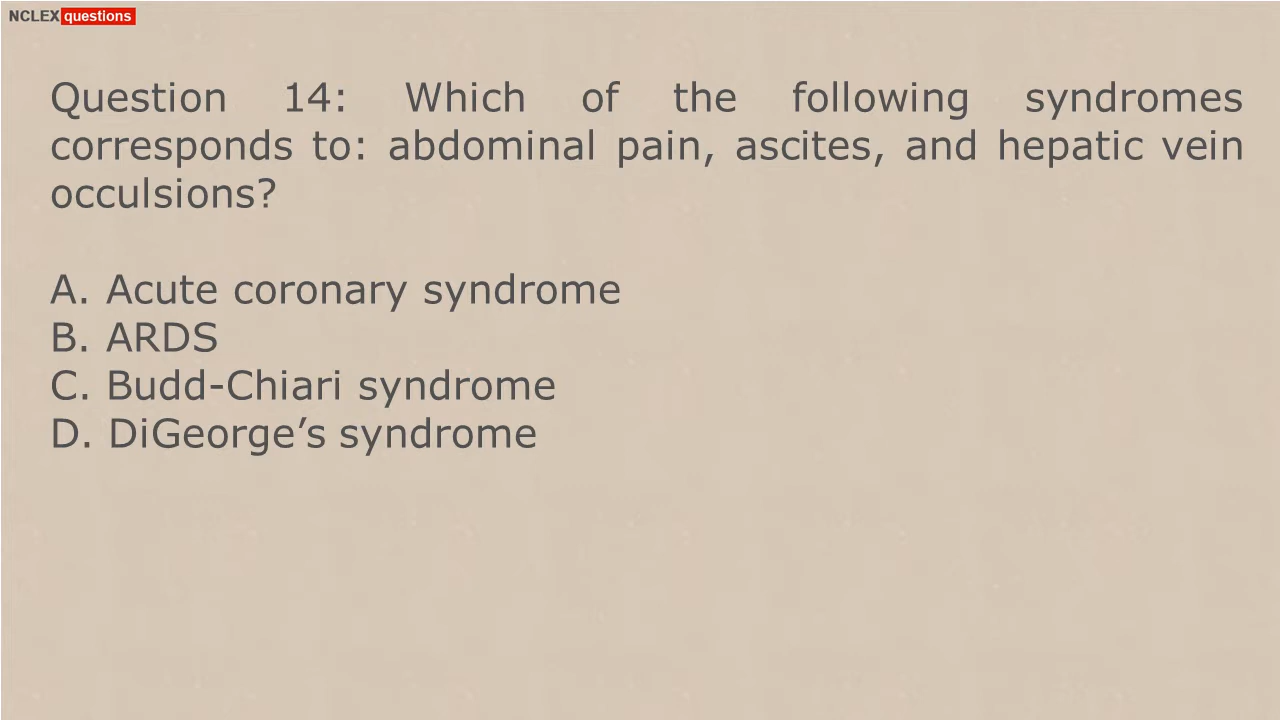 NCLEX questions
Question 14: Which of the following syndromes
corresponds to: abdominal pain, ascites, and hepatic vein
occulsions?
A. Acute coronary syndrome
B. ARDS
C. Budd-Chiari syndrome
D. DiGeorge’s syndrome